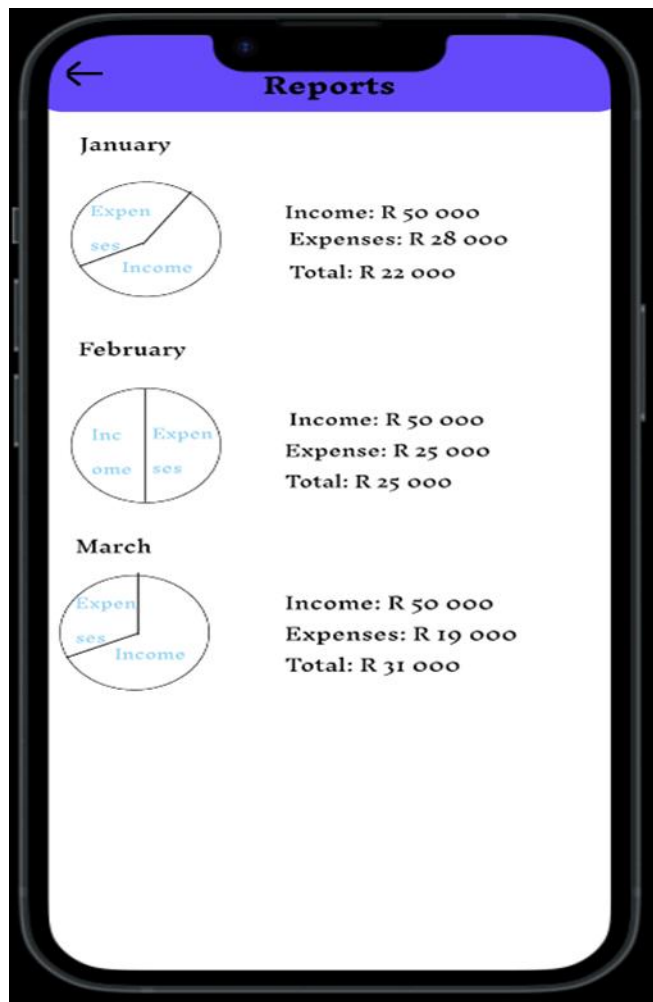 Reports
January
Expen
ses
Income
Income: R 50 000
Expenses: R 28 000
Total: R 22 000
February
Inc
ome
Expen
ses
Income: R 50 000
Expense: R 25 000
Total: R 25 000
March
Expen
ses
Income
Income: R 50 000
Expenses: R 19 000
Total: R 31 000